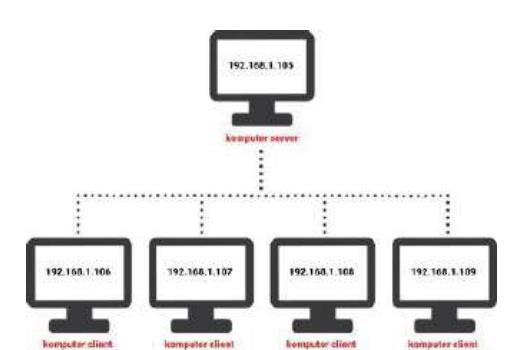 192.168.1.105
komputer server
192.168.1.106
192.168.1.107
192.168.1.108
192.168.1.109
komputer client
komputer client
komputer client
komputer client